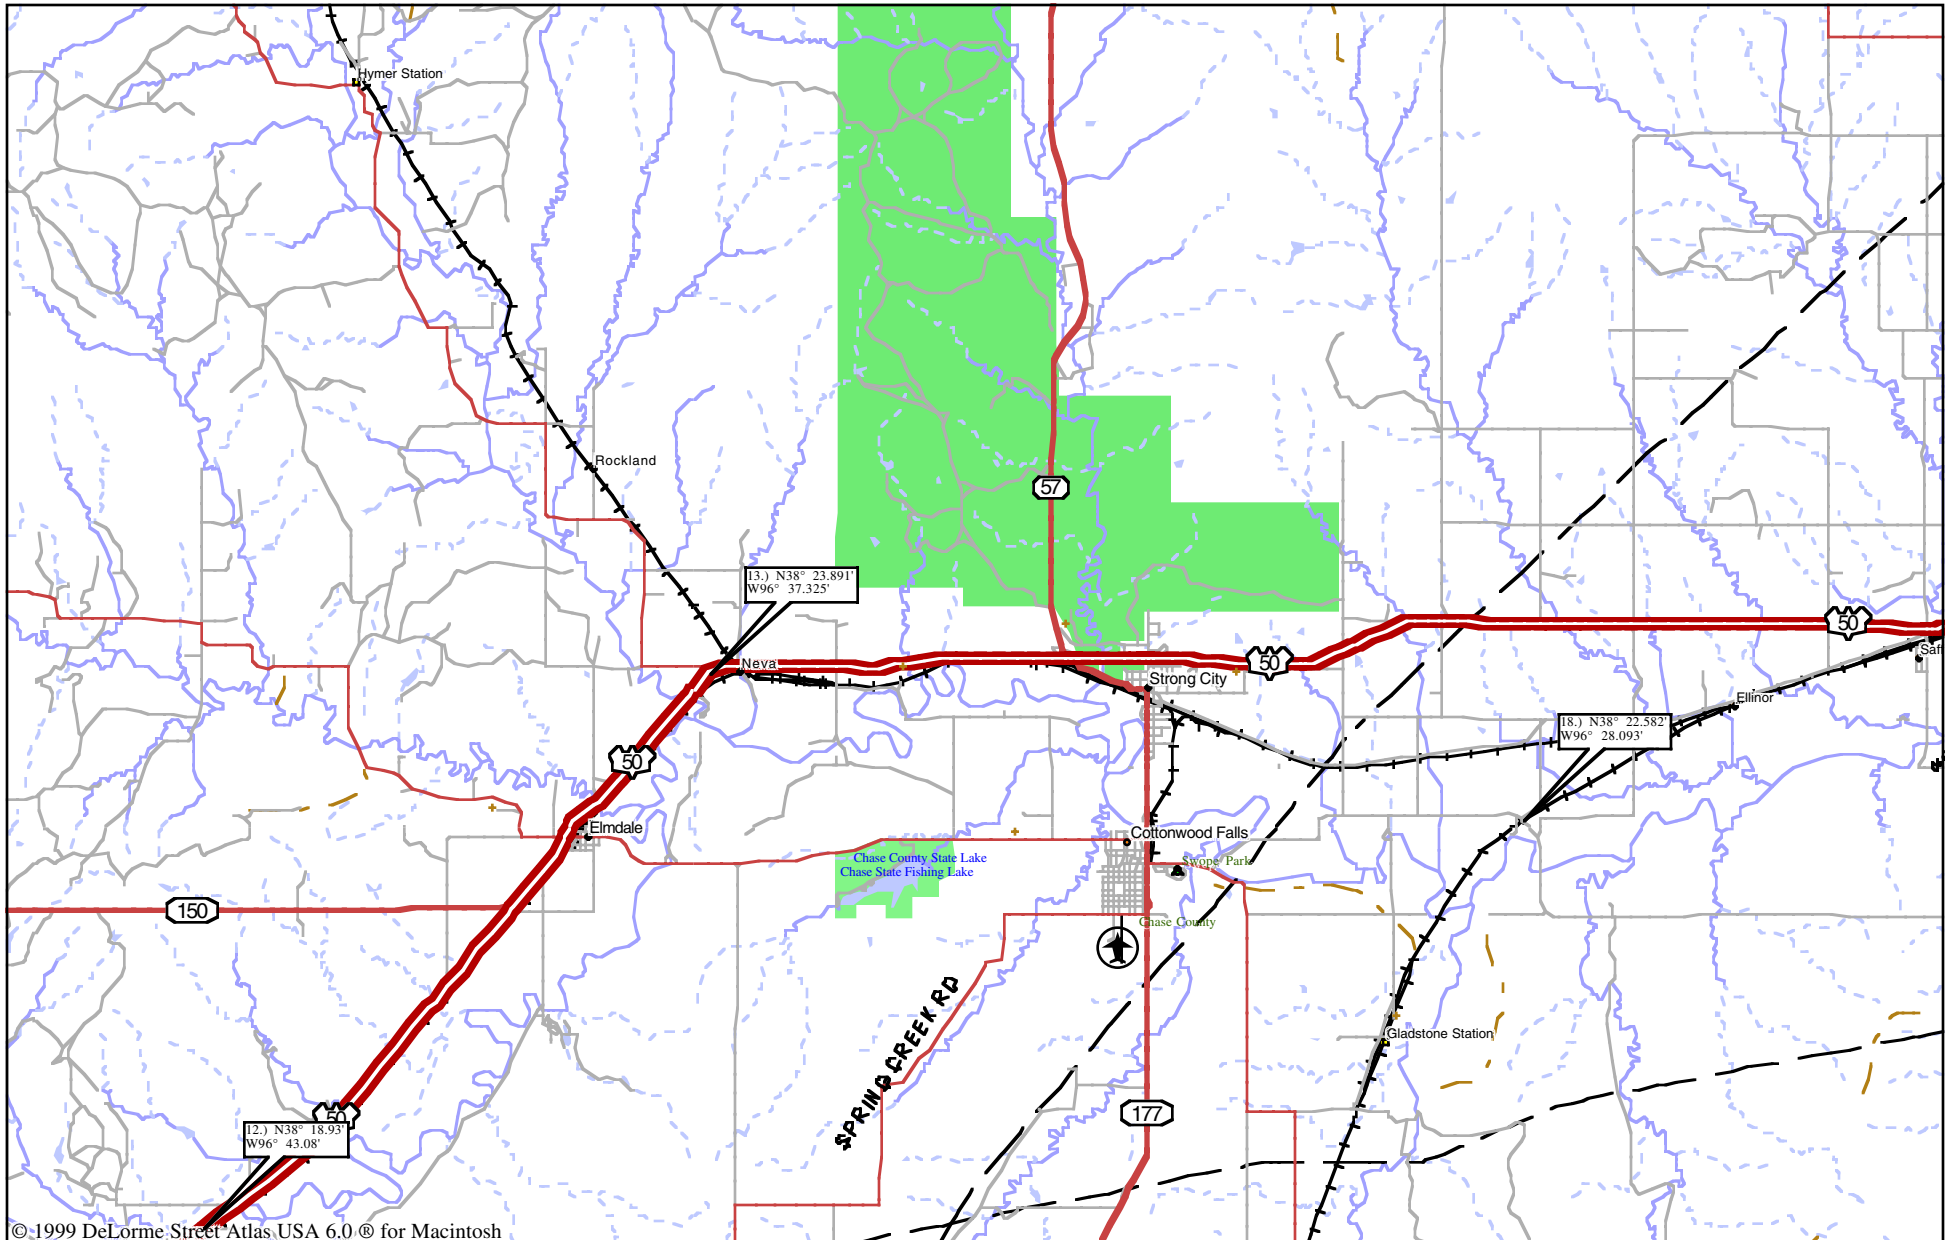 Hymer Station
Rockland
57
13.) N38° 23.891'
W96° 37.325'
50
50
Neva
Strong City
Ellinor
18.) N38° 22.582'
W96° 28.093'
50
Elmdale
Cottonwood Falls
Chase County State Lake
Chase State Fishing Lake
Swope Park
150
Chase County
SPRING CREEK RD
Gladstone Station
177
50
12.) N38° 18.93'
W96° 43.08'
© 1999 DeLorme Street Atlas USA 6.0 ® for Macintosh